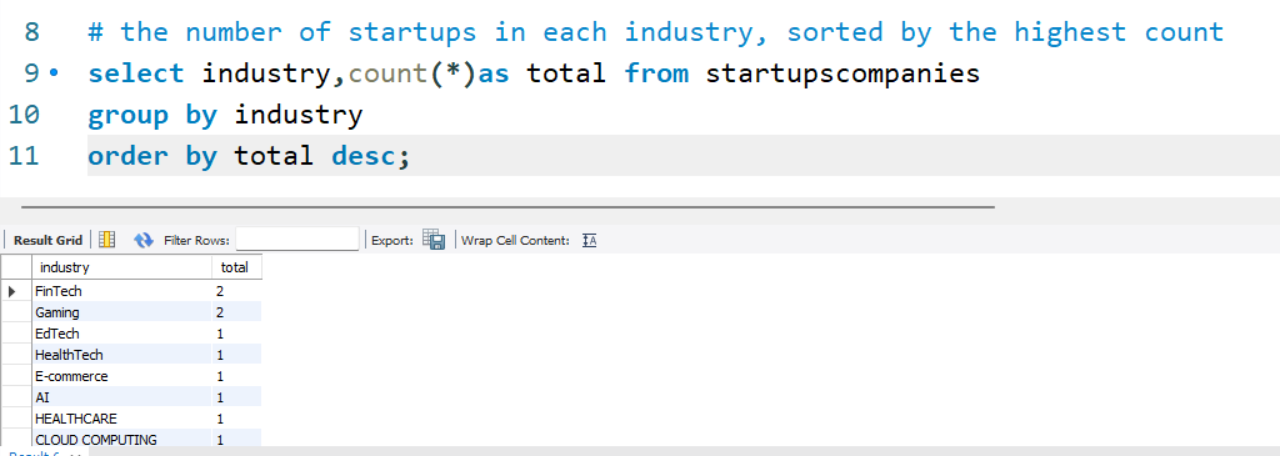 8 # the number of startups in each industry, sorted by the highest count
9 select industry,count(*)as total from startupscompanies
10 group by industry
11 order by total desc;
Result Grid Filter Rows: Export: Wrap Cell Content: IA
industry total
FinTech 2
Gaming 2
EdTech 1
HealthTech 1
E-commerce 1
AI 1
HEALTHCARE 1
CLOUD COMPUTING 1